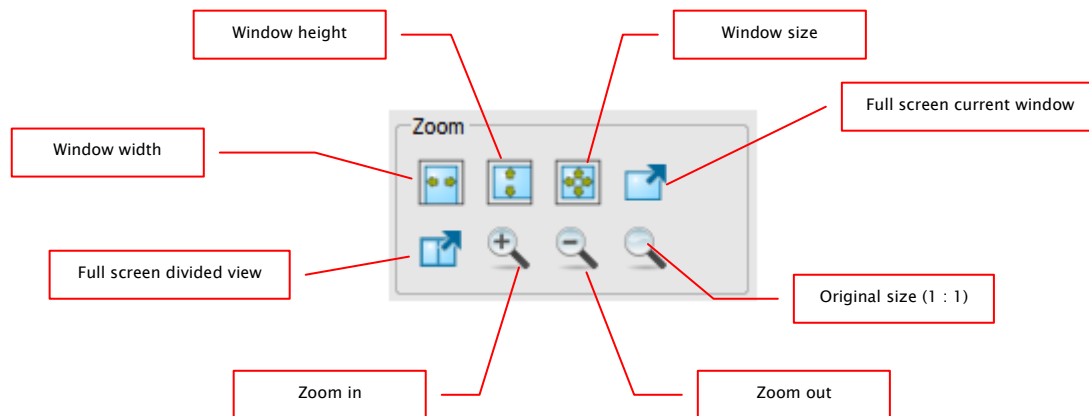 Window height
Window size
Full screen current window
Zoom
Window width
Full screen divided view
Original size (1 : 1)
Zoom in
Zoom out